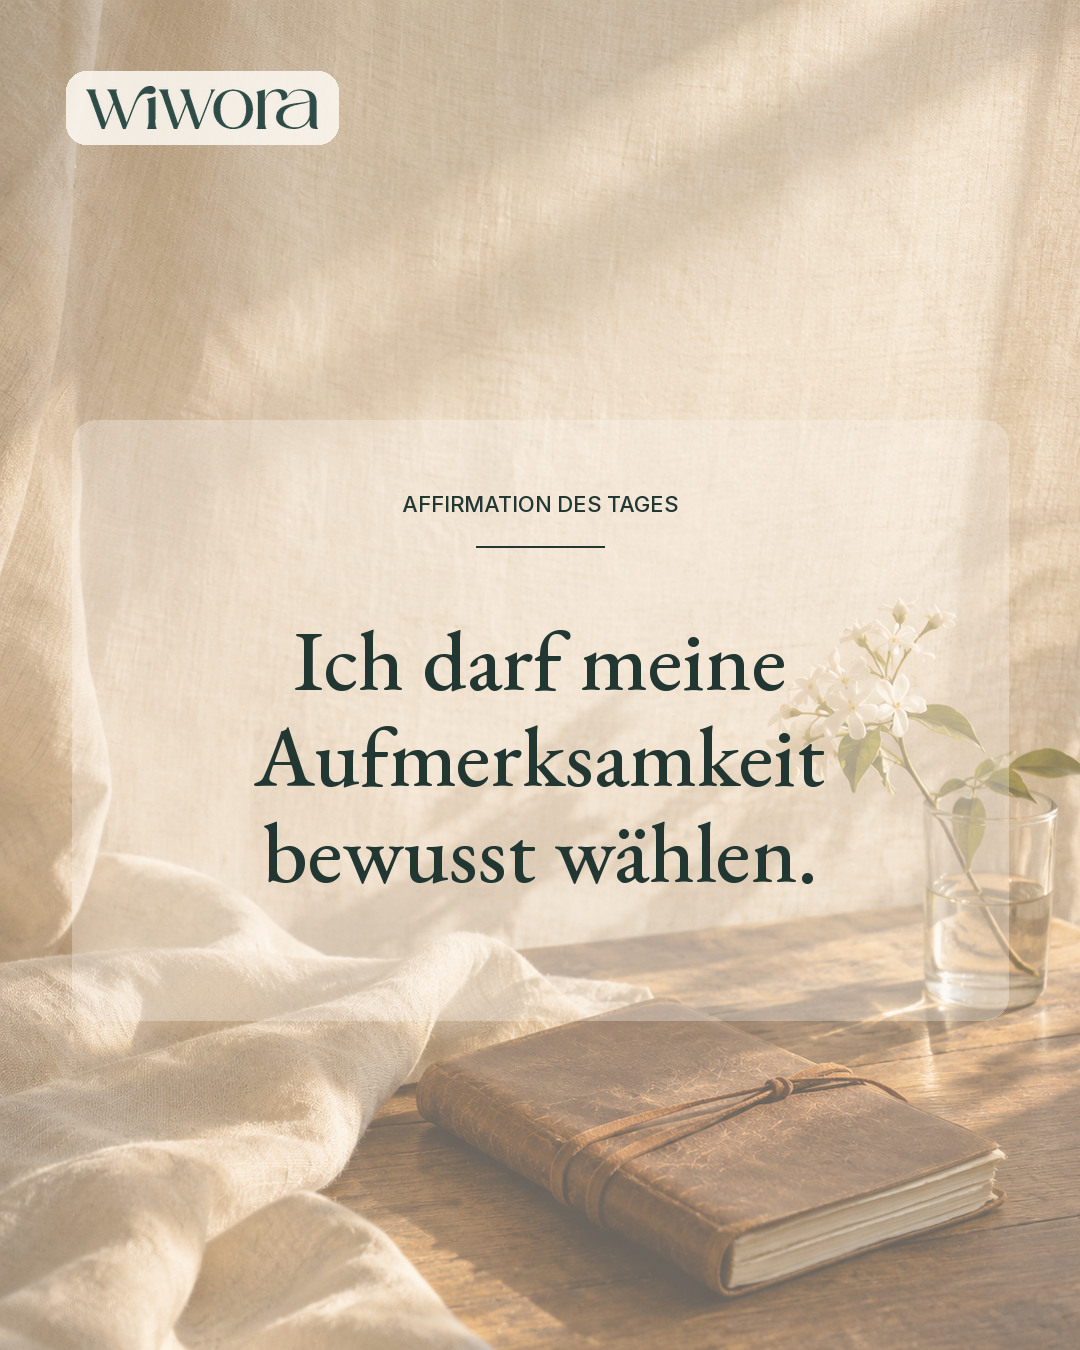 wiwora
AFFIRMATION DES TAGES
Ich darf meine
Aufmerksamkeit
bewusst wählen.